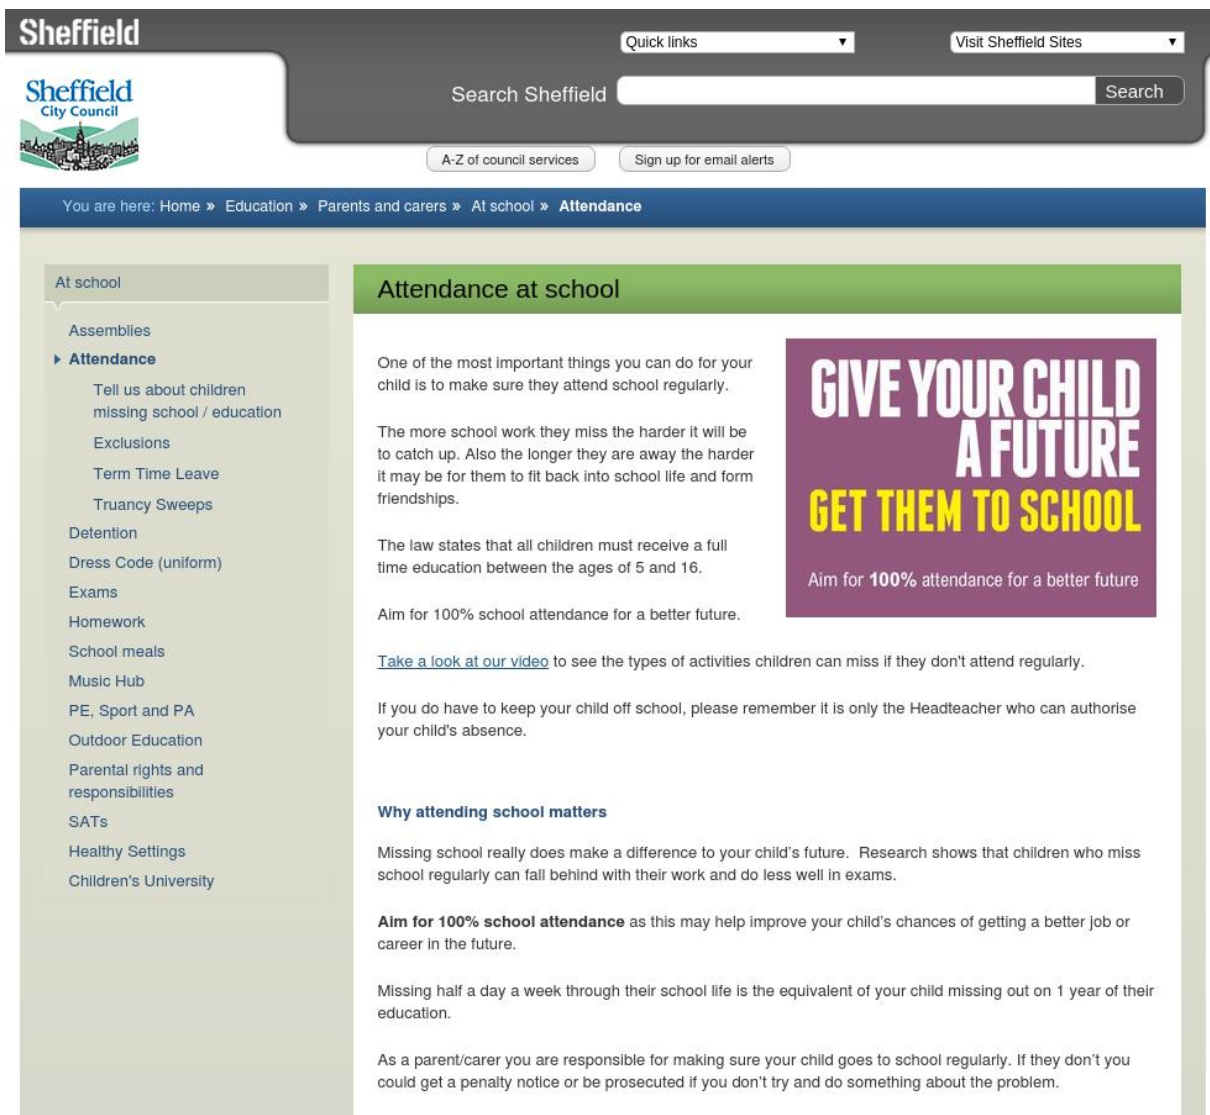 Sheffield
Quick links
Visit Sheffield Sites
Sheffield
City Council
Search Sheffield
Search
A-Z of council services
Sign up for email alerts
You are here: Home » Education » Parents and carers » At school » Attendance
At school
Assemblies
Attendance
Tell us about children
missing school / education
Exclusions
Term Time Leave
Truancy Sweeps
Detention
Dress Code (uniform)
Exams
Homework
School meals
Music Hub
PE, Sport and PA
Outdoor Education
Parental rights and
responsibilities
SATs
Healthy Settings
Children's University
Attendance at school
One of the most important things you can do for your
child is to make sure they attend school regularly.
The more school work they miss the harder it will be
to catch up. Also the longer they are away the harder
it may be for them to fit back into school life and form
friendships.
The law states that all children must receive a full
time education between the ages of 5 and 16.
Aim for 100% school attendance for a better future.
GIVE YOUR CHILD
A FUTURE
GET THEM TO SCHOOL
Aim for 100% attendance for a better future
Take a look at our video to see the types of activities children can miss if they don't attend regularly.
If you do have to keep your child off school, please remember it is only the Headteacher who can authorise
your child's absence.
Why attending school matters
Missing school really does make a difference to your child’s future.  Research shows that children who miss
school regularly can fall behind with their work and do less well in exams.
Aim for 100% school attendance as this may help improve your child’s chances of getting a better job or
career in the future.
Missing half a day a week through their school life is the equivalent of your child missing out on 1 year of their
education.
As a parent/carer you are responsible for making sure your child goes to school regularly. If they don’t you
could get a penalty notice or be prosecuted if you don’t try and do something about the problem.